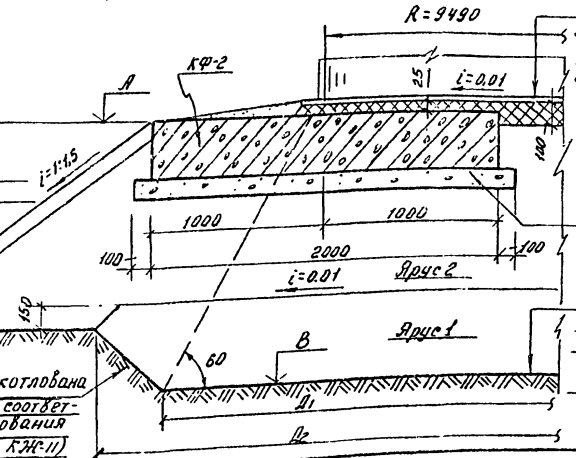 R=9490
КФ-2
25
i=0.01
А
100
i=1:1,5
1000
1000
100
2000
100
i=0.01
Ярус 2
150
Ярус 1
В
60
котлована
соответ-
ования
КЖ-11)
Д1
Д2